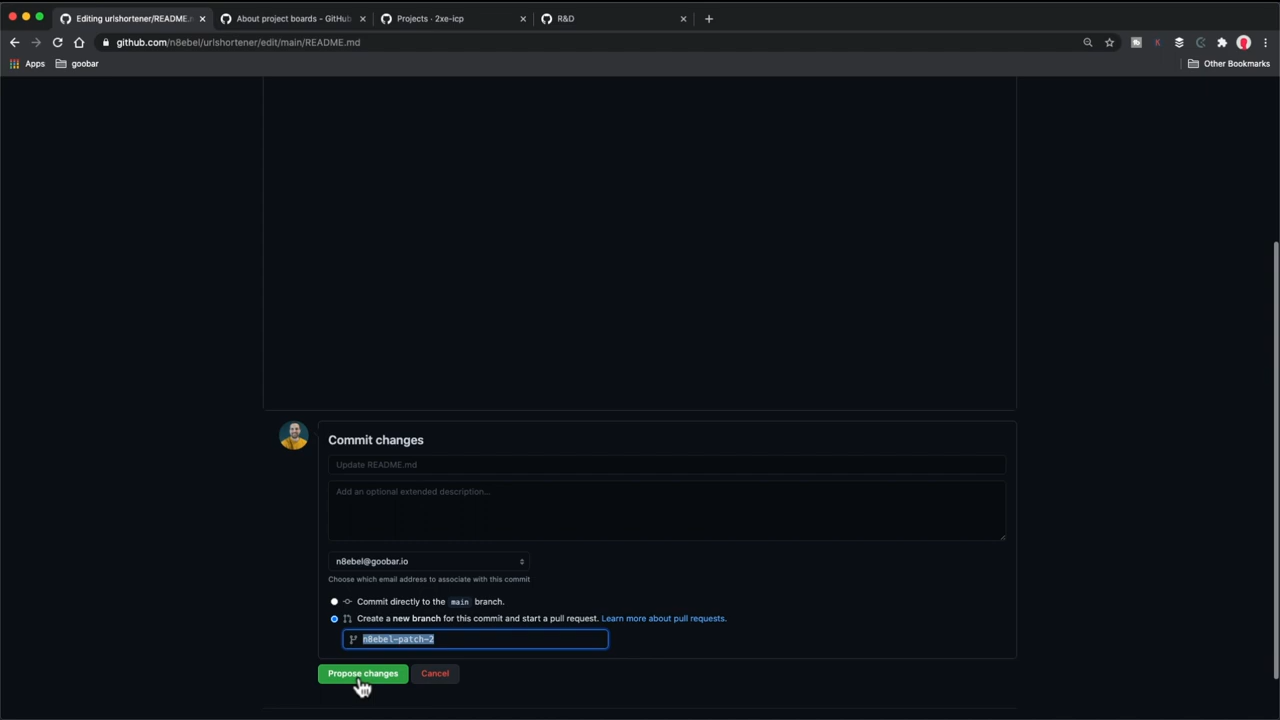 Editing urlshortener/README.m
About project boards - GitHub
Projects · 2xe-icp
R&D
github.com/n8ebel/urlshortener/edit/main/README.md
Apps
goobar
Other Bookmarks
Commit changes
Update README.md
Add an optional extended description...
n8ebel@goobar.io
Choose which email address to associate with this commit
Commit directly to the main branch.
Create a new branch for this commit and start a pull request. Learn more about pull requests.
n8ebel-patch-2
Propose changes
Cancel